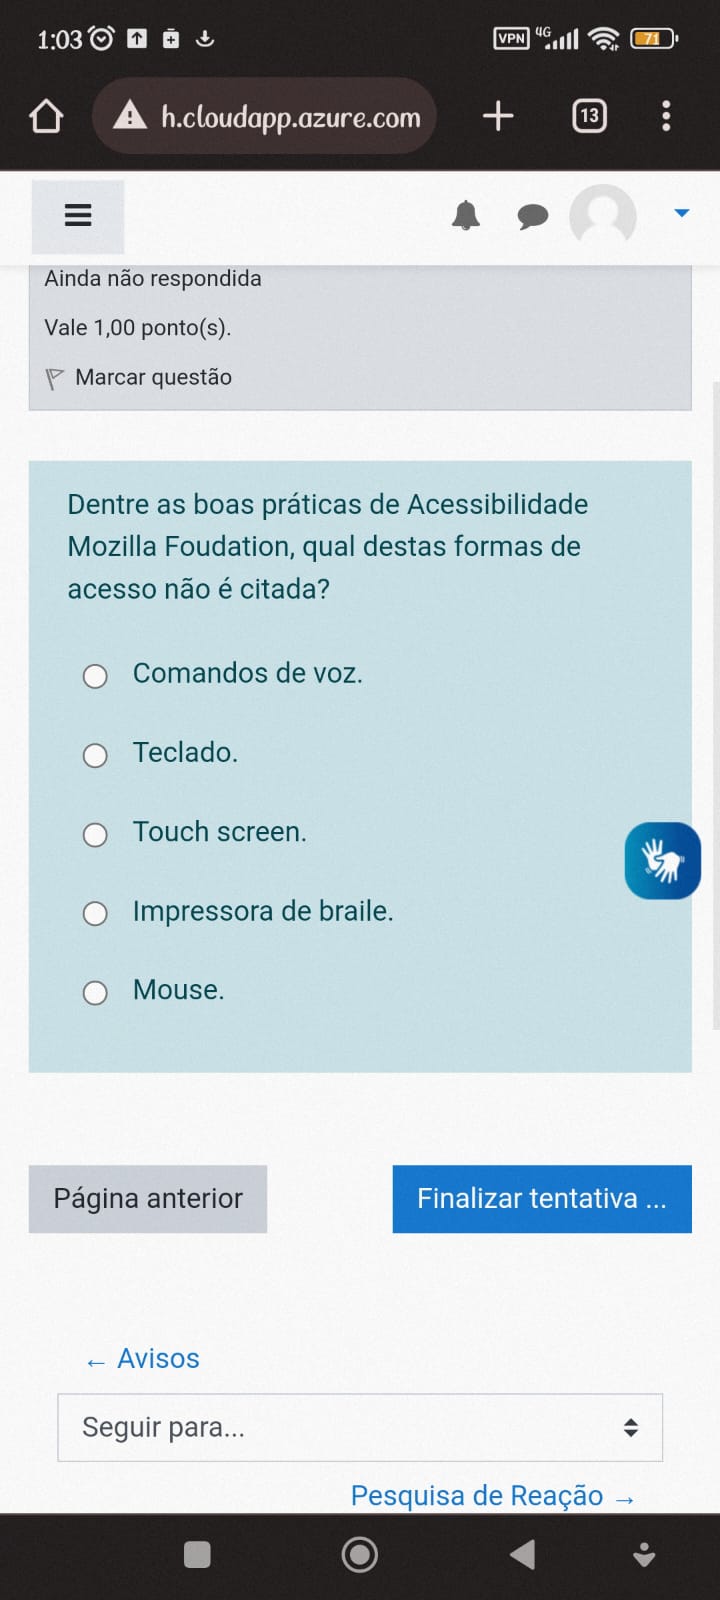 1:03
VPN 4G 71
h.cloudapp.azure.com
13
Ainda não respondida
Vale 1,00 ponto(s).
Marcar questão
Dentre as boas práticas de Acessibilidade
Mozilla Foudation, qual destas formas de
acesso não é citada?
Comandos de voz.
Teclado.
Touch screen.
Impressora de braile.
Mouse.
Página anterior
Finalizar tentativa ...
← Avisos
Seguir para...
Pesquisa de Reação →